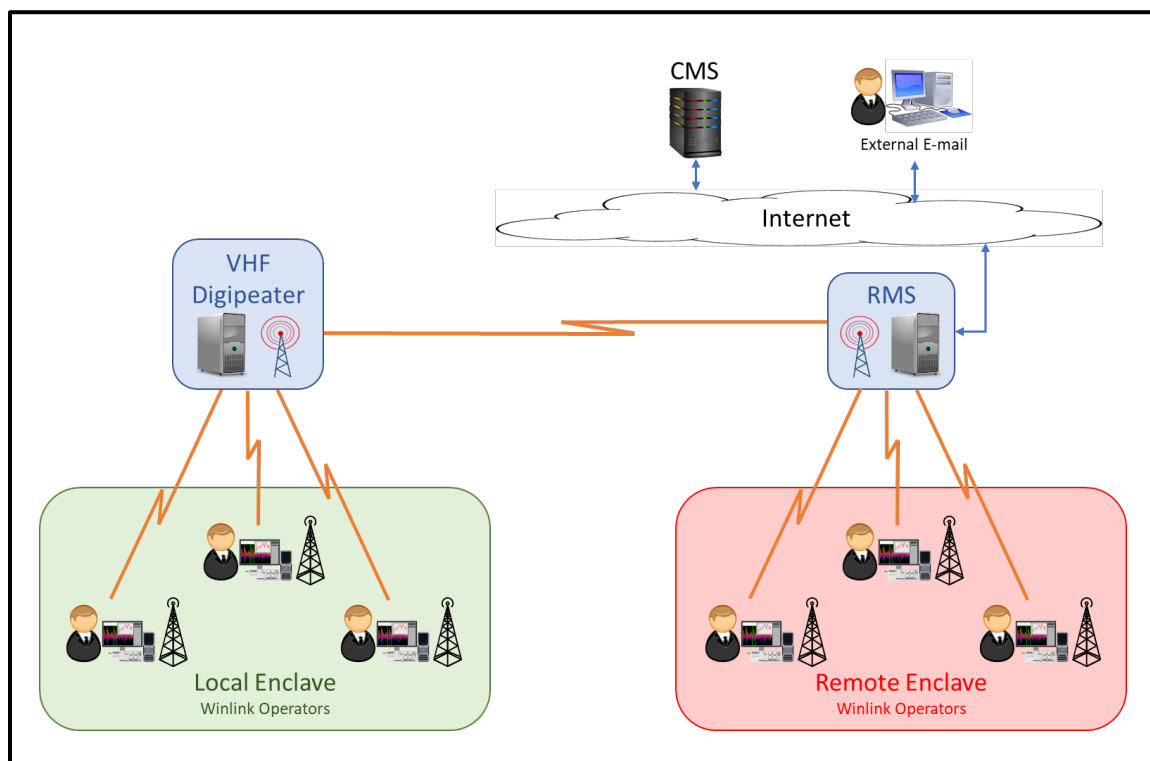 CMS
External E-mail
Internet
VHF
Digipeater
RMS
Local Enclave
Winlink Operators
Remote Enclave
Winlink Operators